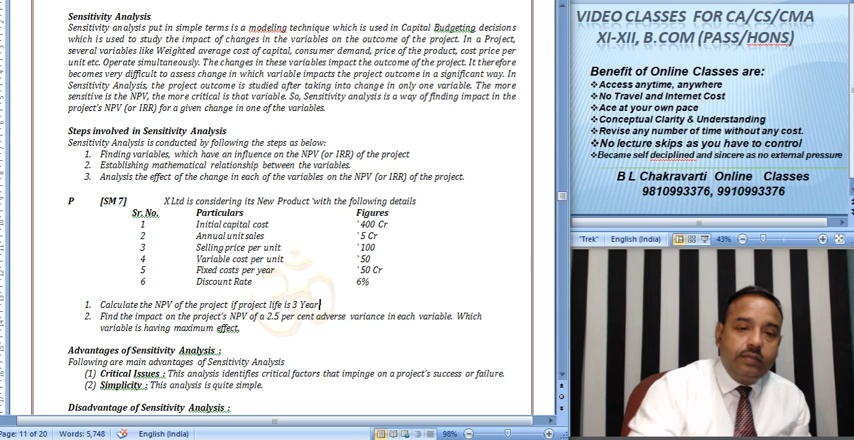 Sensitivity Analysis
Sensitivity analysis put in simple terms is a modeling technique which is used in Capital Budgeting decisions
which is used to study the impact of changes in the variables on the outcome of the project. In a Project,
several variables like Weighted average cost of capital, consumer demand, price of the product, cost price per
unit etc. Operate simultaneously. The changes in these variables impact the outcome of the project. It therefore
becomes very difficult to assess change in which variable impacts the project outcome in a significant way. In
Sensitivity Analysis, the project outcome is studied after taking into change in only one variable. The more
sensitive is the NPV, the more critical is that variable. So, Sensitivity analysis is a way of finding impact in the
project's NPV (or IRR) for a given change in one of the variables.
Steps involved in Sensitivity Analysis
Sensitivity Analysis is conducted by following the steps as below:
1. Finding variables, which have an influence on the NPV (or IRR) of the project
2. Establishing mathematical relationship between the variables.
3. Analysis the effect of the change in each of the variables on the NPV (or IRR) of the project.
P [SM 7] X Ltd is considering its New Product 'with the following details
Sr. No. Particulars Figures
1 Initial capital cost `400 Cr
2 Annual unit sales `5 Cr
3 Selling price per unit `100
4 Variable cost per unit `50
5 Fixed costs per year `50 Cr
6 Discount Rate 6%
1. Calculate the NPV of the project if project life is 3 Year
2. Find the impact on the project's NPV of a 2.5 per cent adverse variance in each variable. Which
variable is having maximum effect.
Advantages of Sensitivity Analysis :
Following are main advantages of Sensitivity Analysis
(1) Critical Issues : This analysis identifies critical factors that impinge on a project's success or failure.
(2) Simplicity : This analysis is quite simple.
Disadvantage of Sensitivity Analysis :
Page: 11 of 20 Words: 5,748 English (India) 98%
VIDEO CLASSES FOR CA/CS/CMA
XI-XII, B.COM (PASS/HONS)
Benefit of Online Classes are:
❖Access anytime, anywhere
❖No Travel and Internet Cost
❖Ace at your own pace
❖Conceptual Clarity & Understanding
❖Revise any number of time without any cost.
❖No lecture skips as you have to control
❖Became self deciplined and sincere as no external pressure
B L Chakravarti Online Classes
9810993376, 9910993376
"Trek" English (India) 43%